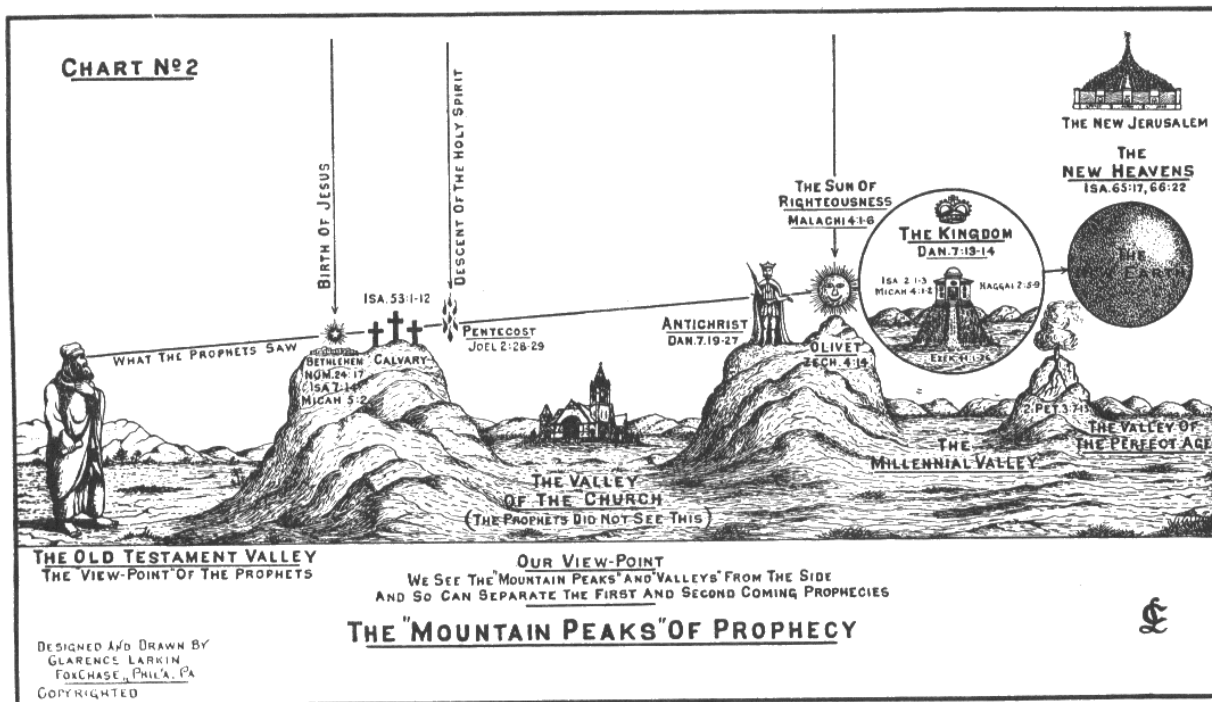 CHART Nº 2
BIRTH OF JESUS
DESCENT OF THE HOLY SPIRIT
THE NEW JERUSALEM
THE
NEW HEAVENS
ISA. 65:17, 66:22
THE SUN OF
RIGHTEOUSNESS
MALACHI 4:1-6
THE KINGDOM
DAN. 7:13-14
ISA 2:1-3
MICAH 4:1-2
HAGGAI 2:5-9
THE
EARTH
ISA. 53:1-12
WHAT THE PROPHETS SAW
BETHLEHEM
NUM. 24:17
ISA 7:14
MICAH 5:2
CALVARY
PENTECOST
JOEL 2:28-29
ANTICHRIST
DAN. 7.19-27
OLIVET
ZECH. 4:14
2. PET. 3:7-13
THE VALLEY OF
THE PERFECT AGE
THE
MILLENNIAL VALLEY
THE VALLEY
OF THE CHURCH
(THE PROPHETS DID NOT SEE THIS)
THE OLD TESTAMENT VALLEY
THE "VIEW-POINT" OF THE PROPHETS
OUR VIEW-POINT
WE SEE THE "MOUNTAIN PEAKS" AND "VALLEYS" FROM THE SIDE
AND SO CAN SEPARATE THE FIRST AND SECOND COMING PROPHECIES
THE "MOUNTAIN PEAKS" OF PROPHECY
DESIGNED AND DRAWN BY
CLARENCE LARKIN
FOXCHASE, PHIL'A. PA
COPYRIGHTED